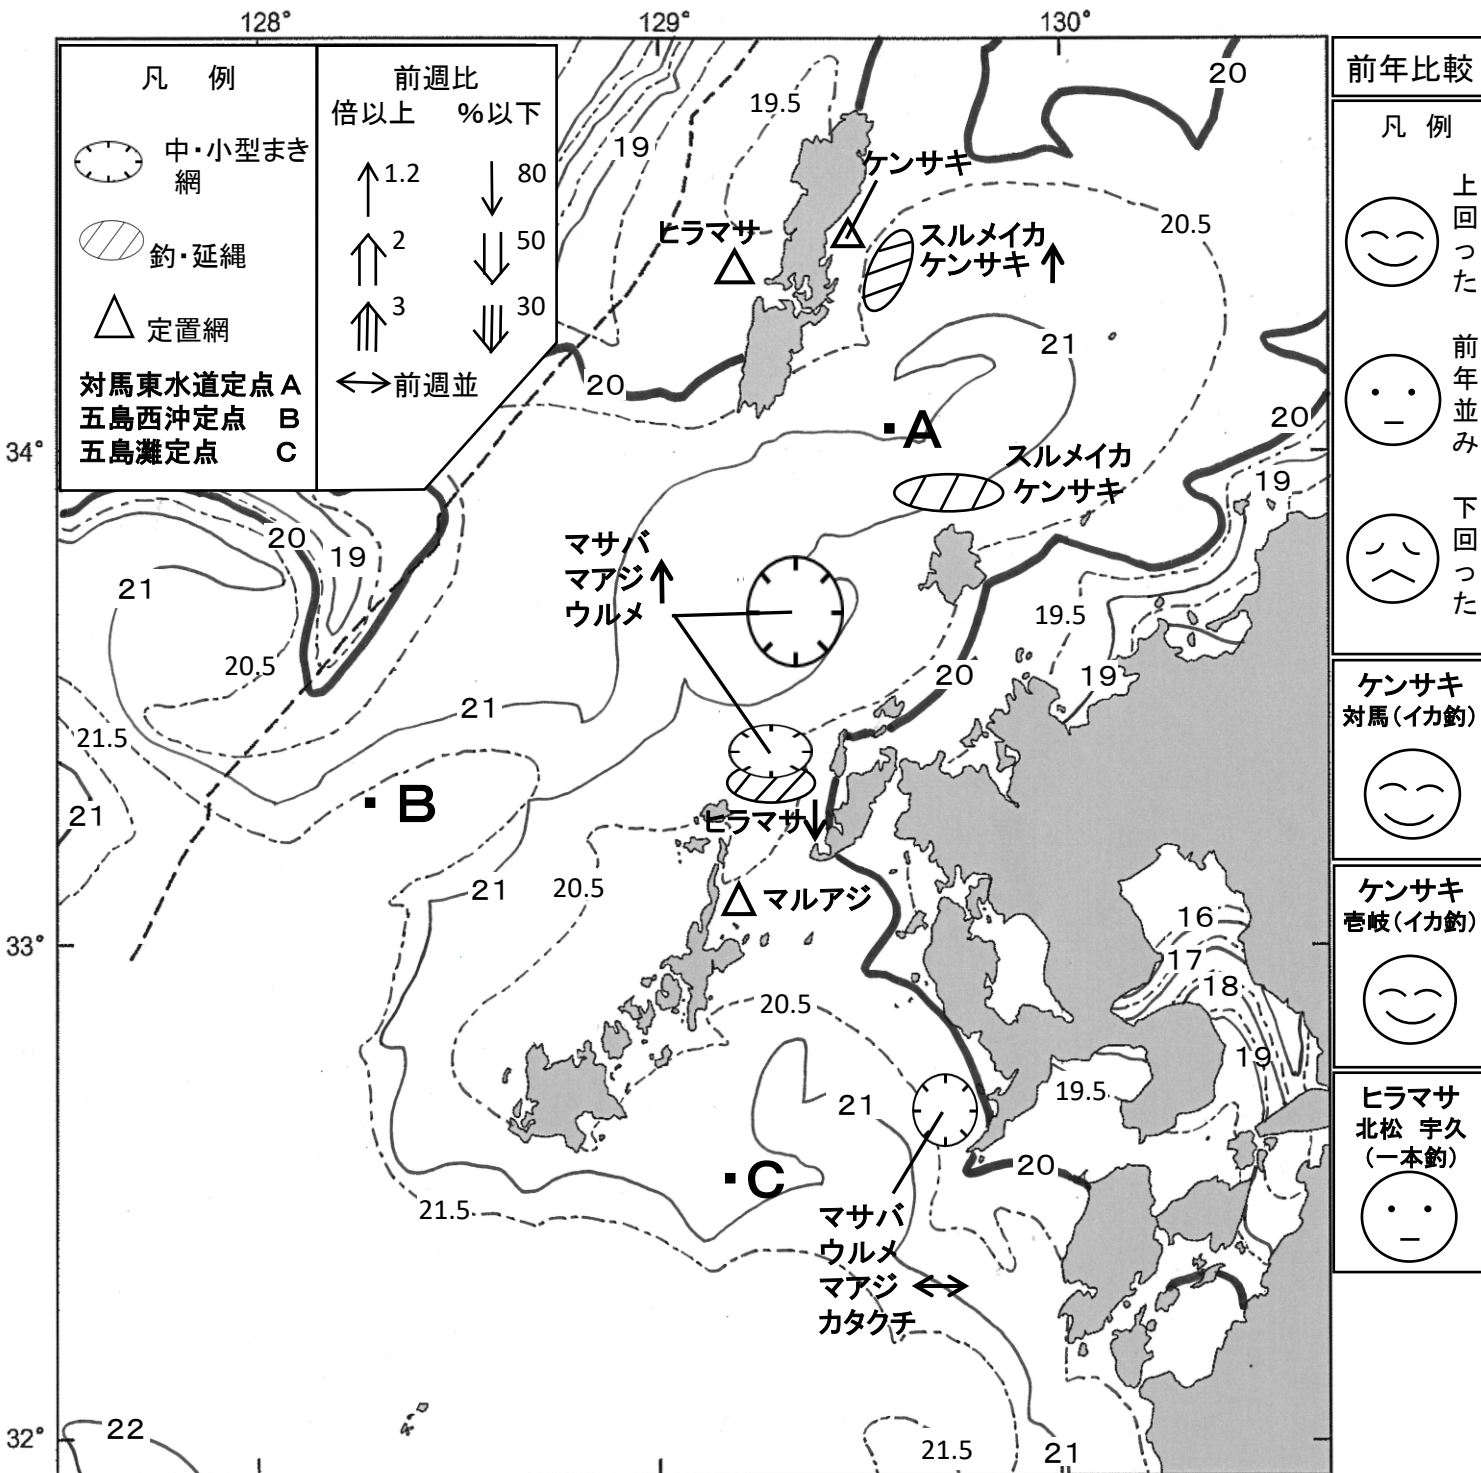 128°
129°
130°
凡 例
中・小型まき
網
釣・延縄
定置網
対馬東水道定点 A
五島西沖定点 B
五島灘定点 C
前週比
倍以上 %以下
1.2 80
2 50
3 30
前週並
34°
33°
32°
19.5
20
19
ケンサキ
ヒラマサ
スルメイカ
ケンサキ
20.5
21
20
A
20
スルメイカ
ケンサキ
19
20
19
21
マサバ
マアジ
ウルメ
19.5
20.5
20
19
21
21.5
21
B
ヒラマサ
21
20.5
マルアジ
16
17
18
20.5
19
21
19.5
C
20
21.5
マサバ
ウルメ
マアジ
カタクチ
22
21.5
21
前年比較
凡 例
上回った
前年並み
下回った
ケンサキ
対馬(イカ釣)
ケンサキ
壱岐(イカ釣)
ヒラマサ
北松 宇久
(一本釣)